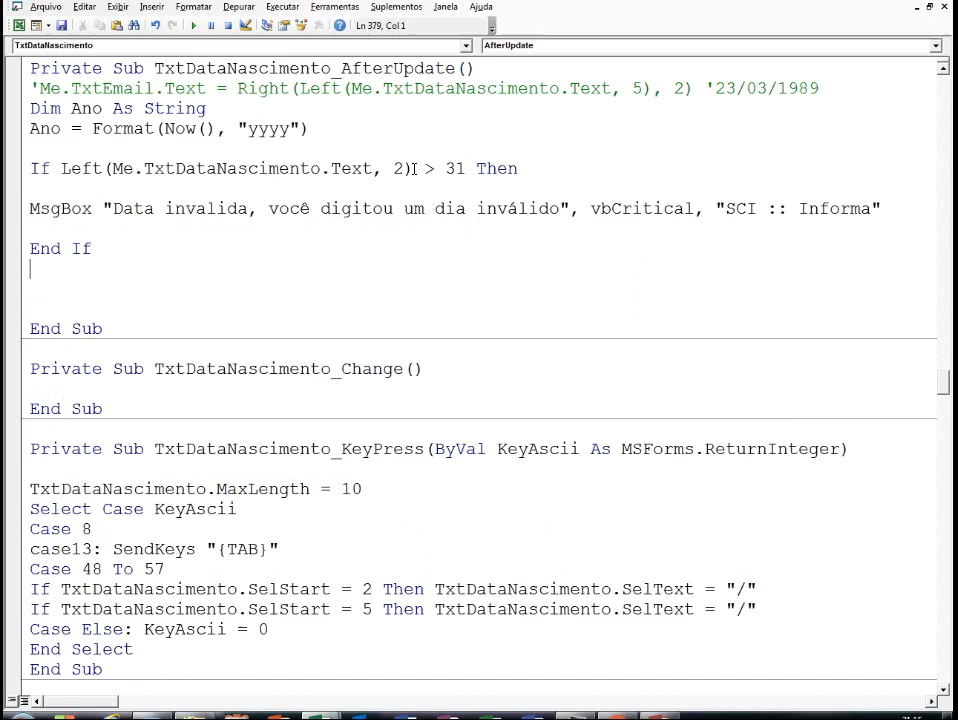 Arquivo Editar Exibir Inserir Formatar Depurar Executar Ferramentas Suplementos Janela Ajuda
Ln 379, Col 1
TxtDataNascimento AfterUpdate
Private Sub TxtDataNascimento_AfterUpdate()
'Me.TxtEmail.Text = Right(Left(Me.TxtDataNascimento.Text, 5), 2) '23/03/1989
Dim Ano As String
Ano = Format(Now(), "yyyy")
If Left(Me.TxtDataNascimento.Text, 2) > 31 Then
MsgBox "Data invalida, você digitou um dia inválido", vbCritical, "SCI :: Informa"
End If
End Sub
Private Sub TxtDataNascimento_Change()
End Sub
Private Sub TxtDataNascimento_KeyPress(ByVal KeyAscii As MSForms.ReturnInteger)
TxtDataNascimento.MaxLength = 10
Select Case KeyAscii
Case 8
case13: SendKeys "{TAB}"
Case 48 To 57
If TxtDataNascimento.SelStart = 2 Then TxtDataNascimento.SelText = "/"
If TxtDataNascimento.SelStart = 5 Then TxtDataNascimento.SelText = "/"
Case Else: KeyAscii = 0
End Select
End Sub